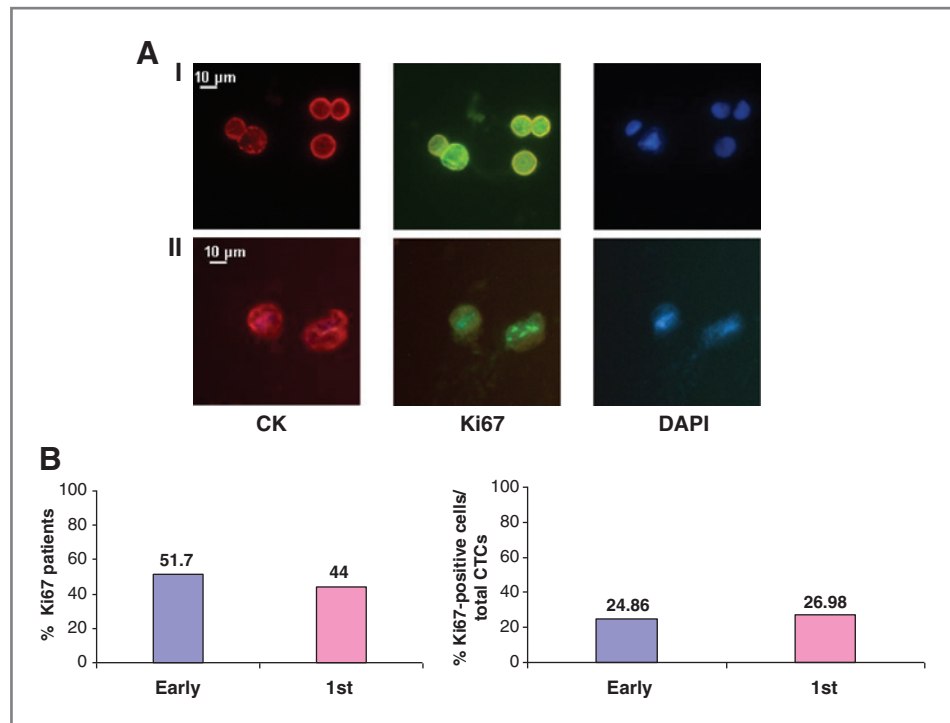 A
I
10 µm
II
10 µm
CK Ki67 DAPI
B
% Ki67 patients
100
80
60
40
20
0
51.7
44
Early 1st
% Ki67-positive cells/
total CTCs
100
80
60
40
20
0
24.86
26.98
Early 1st